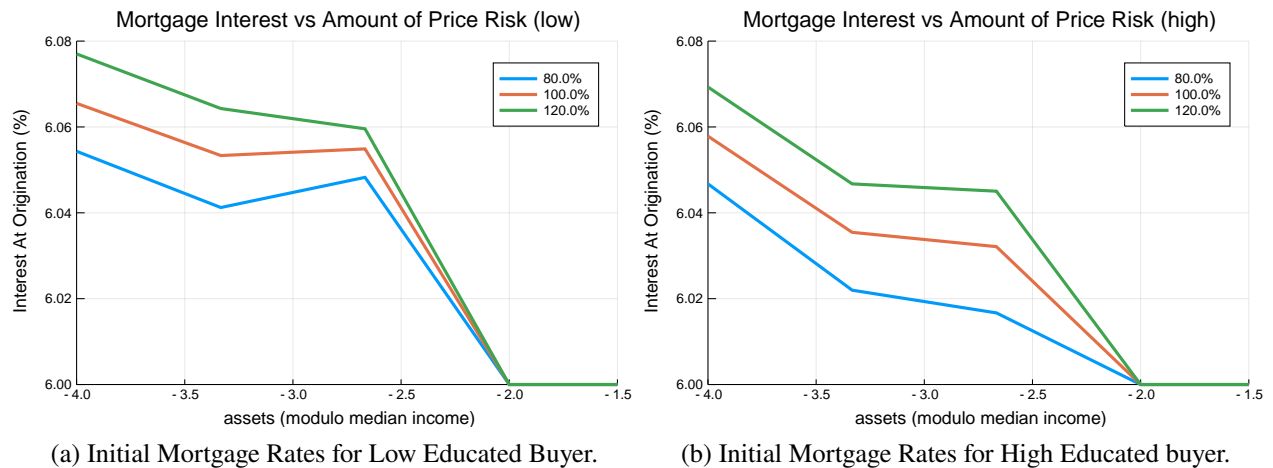 Mortgage Interest vs Amount of Price Risk (low)
6.08
6.06
6.04
6.02
6.00
Interest At Origination (%)
80.0%
100.0%
120.0%
- 4.0 - 3.5 - 3.0 - 2.5 - 2.0 - 1.5
assets (modulo median income)
(a) Initial Mortgage Rates for Low Educated Buyer.
Mortgage Interest vs Amount of Price Risk (high)
6.08
6.06
6.04
6.02
6.00
Interest At Origination (%)
80.0%
100.0%
120.0%
- 4.0 - 3.5 - 3.0 - 2.5 - 2.0 - 1.5
assets (modulo median income)
(b) Initial Mortgage Rates for High Educated buyer.